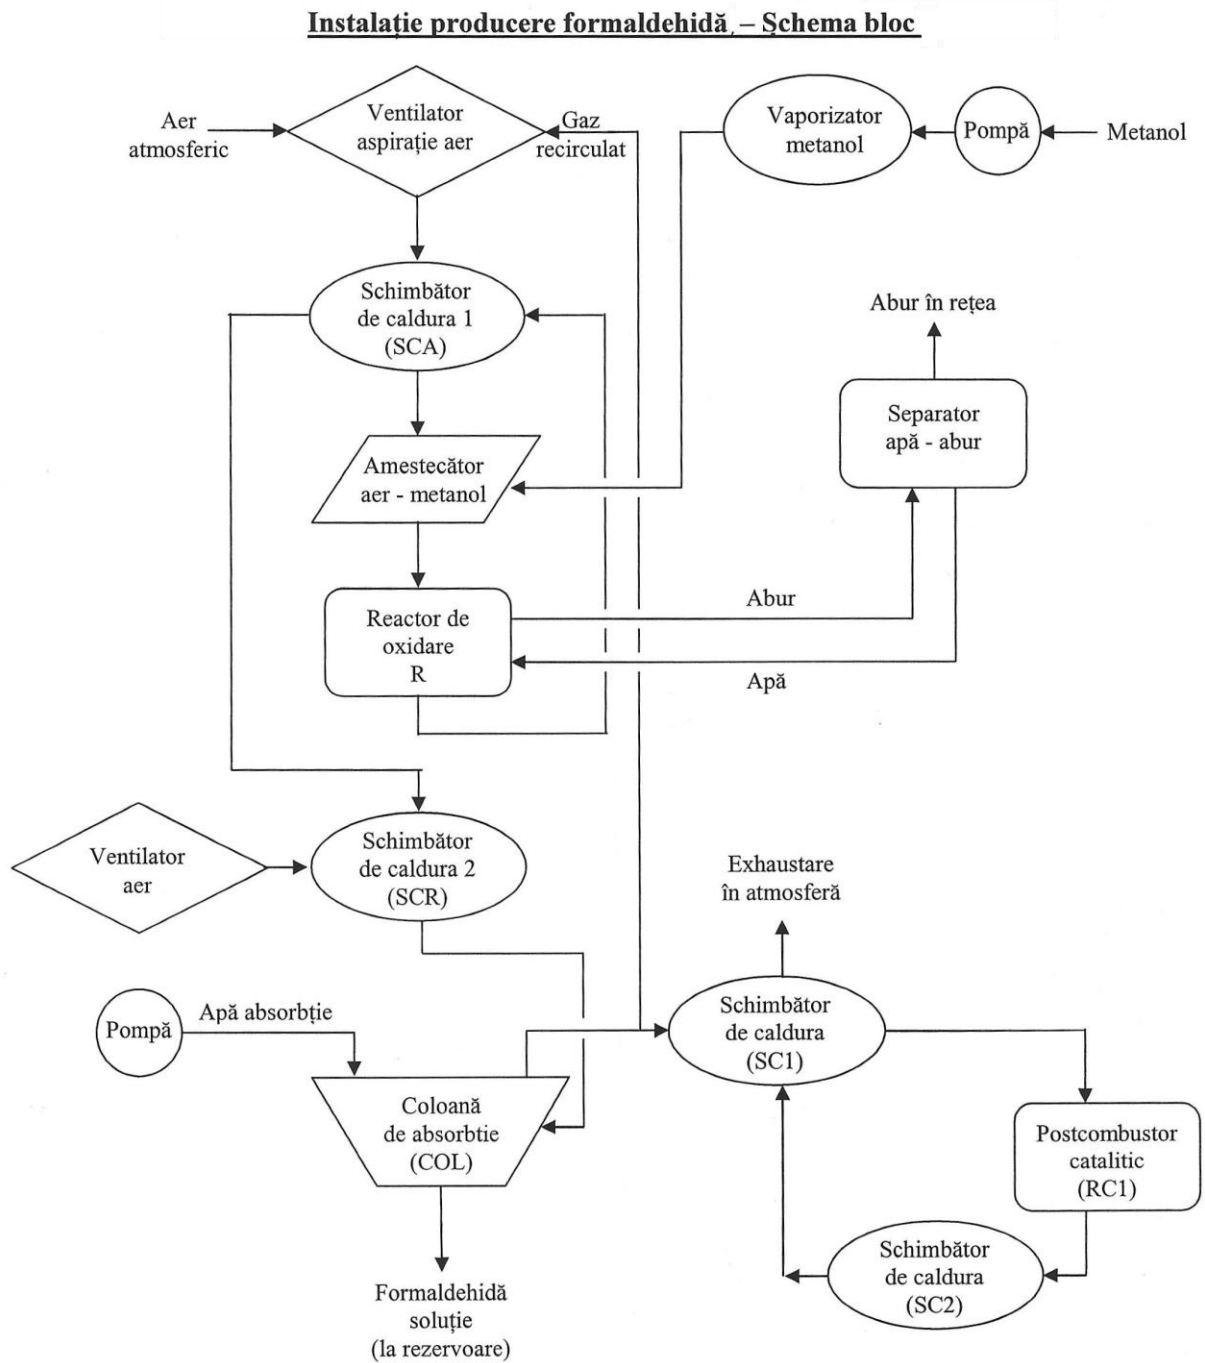 Instalație producere formaldehidă, – Schema bloc
Aer
atmosferic
Ventilator
aspirație aer
Gaz
recirculat
Vaporizator
metanol
Pompă
Metanol
Schimbător
de caldura 1
(SCA)
Abur în rețea
Separator
apă - abur
Amestecător
aer - metanol
Reactor de
oxidare
R
Abur
Apă
Ventilator
aer
Schimbător
de caldura 2
(SCR)
Exhaustare
în atmosferă
Pompă
Apă absorbție
Schimbător
de caldura
(SC1)
Coloană
de absorbtie
(COL)
Postcombustor
catalitic
(RC1)
Schimbător
de caldura
(SC2)
Formaldehidă
soluție
(la rezervoare)